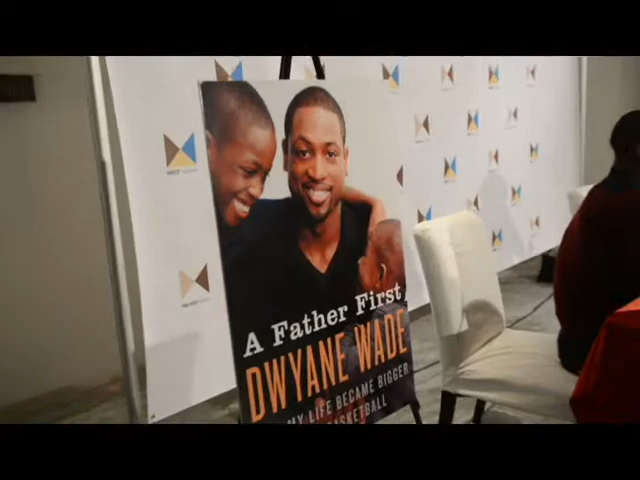 A Father First
DWYANE WADE
MY LIFE BECAME BIGGER
BASKETBALL